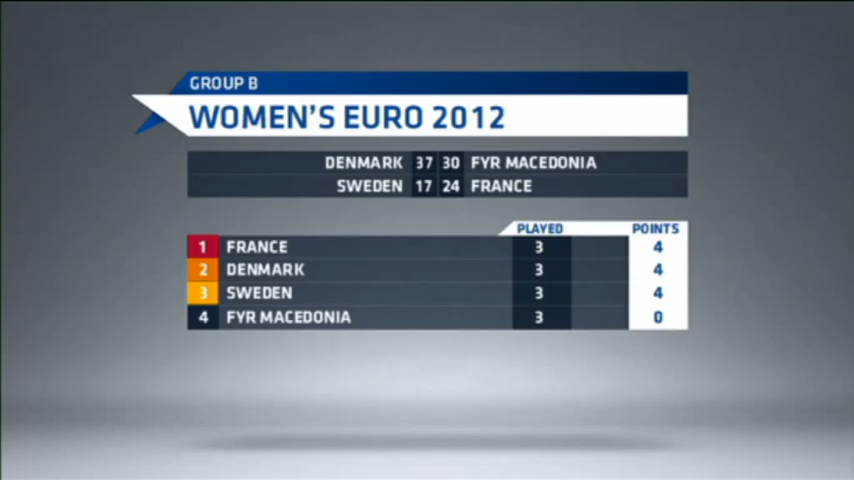 GROUP B
WOMEN'S EURO 2012
DENMARK 37 30 FYR MACEDONIA
SWEDEN 17 24 FRANCE
PLAYED POINTS
1 FRANCE 3 4
2 DENMARK 3 4
3 SWEDEN 3 4
4 FYR MACEDONIA 3 0